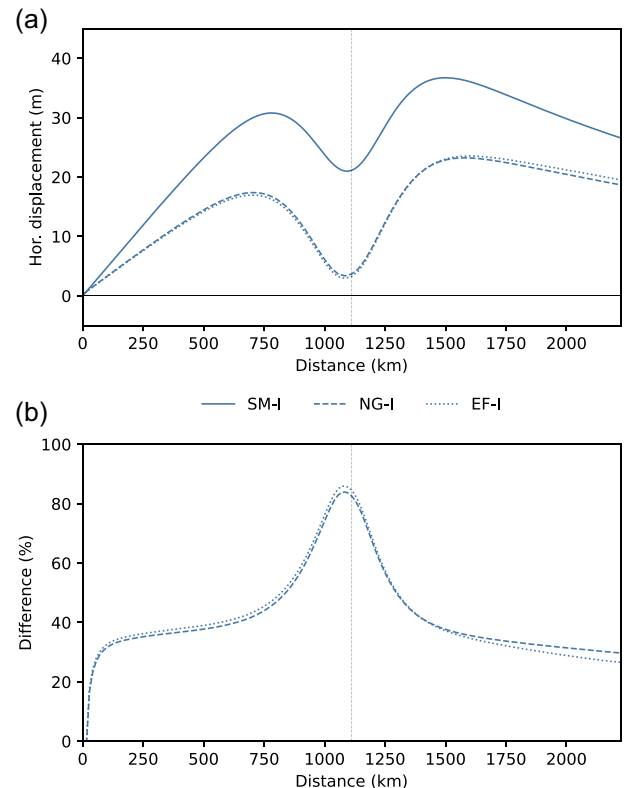 (a)
Hor. displacement (m)
40
30
20
10
0
0 250 500 750 1000 1250 1500 1750 2000
Distance (km)
SM-I NG-I EF-I
(b)
Difference (%)
100
80
60
40
20
0
0 250 500 750 1000 1250 1500 1750 2000
Distance (km)